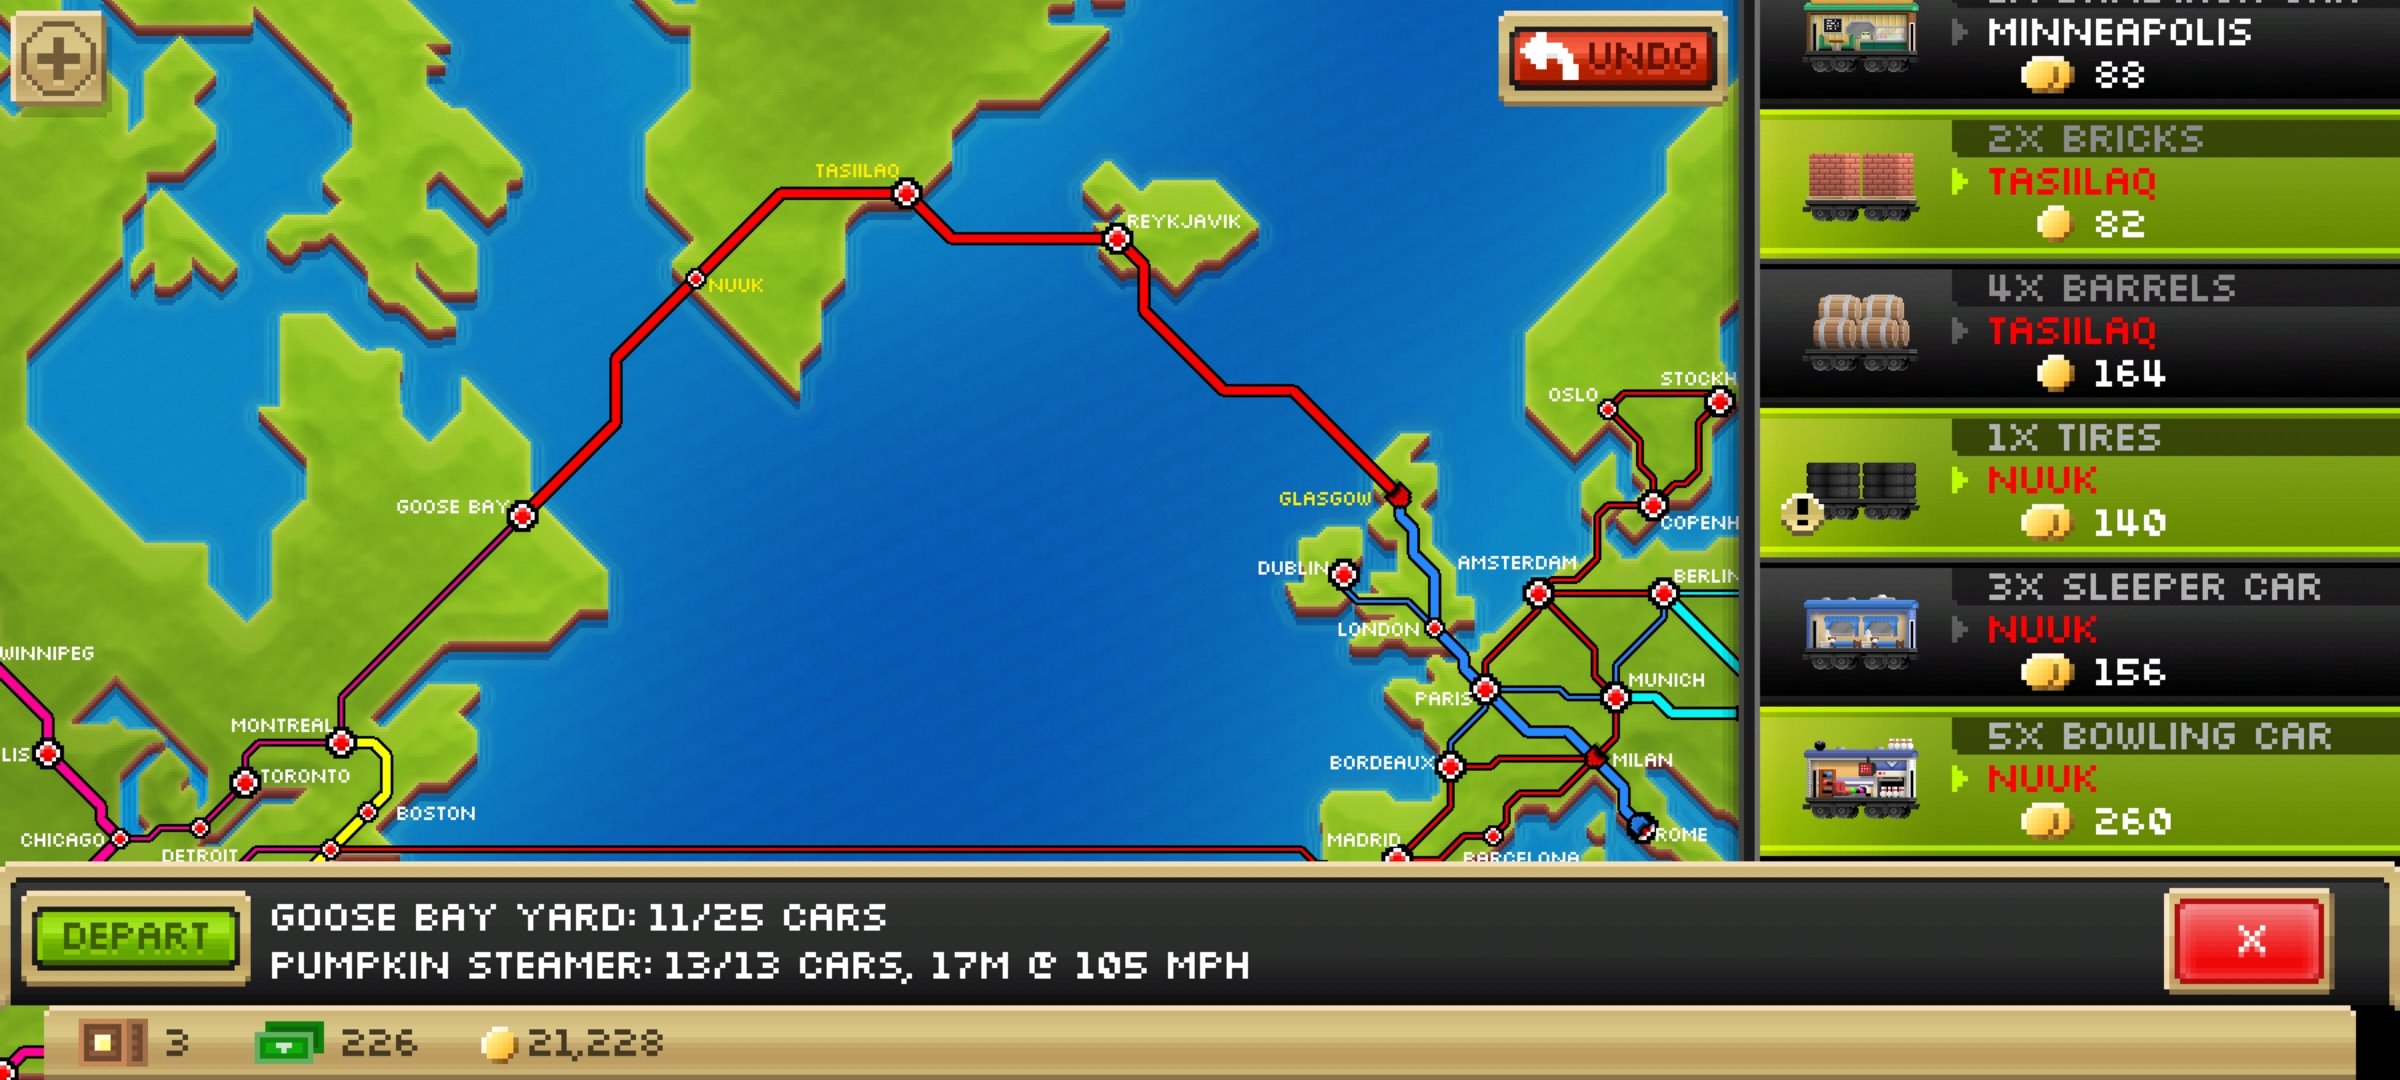 UNDO
MINNEAPOLIS
88
2X BRICKS
TASIILAQ
82
4X BARRELS
TASIILAQ
164
1X TIRES
NUUK
140
3X SLEEPER CAR
NUUK
156
5X BOWLING CAR
NUUK
260
TASIILAQ
REYKJAVIK
NUUK
OSLO
STOCKH
GOOSE BAY
GLASGOW
COPENH
DUBLIN
AMSTERDAM
BERLIN
LONDON
WINNIPEG
PARIS
MUNICH
MONTREAL
LIS
TORONTO
BORDEAUX
MILAN
BOSTON
CHICAGO
DETROIT
MADRID
ROME
BARCELONA
DEPART
GOOSE BAY YARD: 11/25 CARS
PUMPKIN STEAMER: 13/13 CARS, 17M @ 105 MPH
X
3
226
21,228